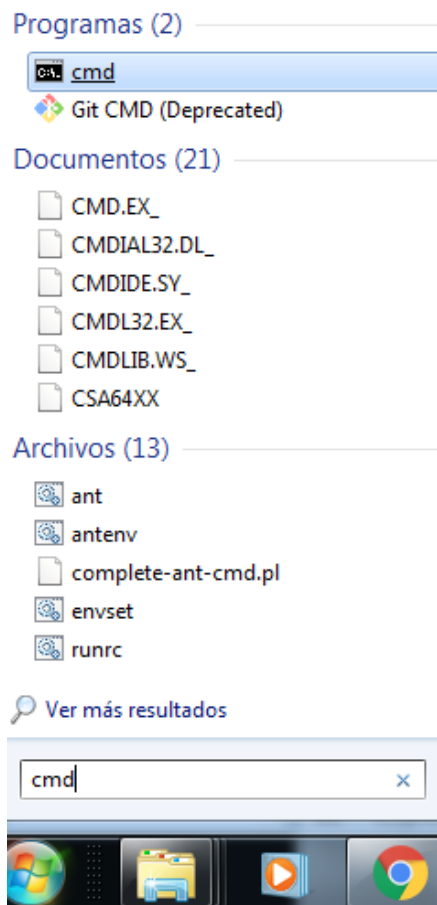 Programas (2)
cmd
Git CMD (Deprecated)
Documentos (21)
CMD.EX_
CMDIAL32.DL_
CMDIDE.SY_
CMDL32.EX_
CMDLIB.WS_
CSA64XX
Archivos (13)
ant
antenv
complete-ant-cmd.pl
envset
runrc
Ver más resultados
cmd